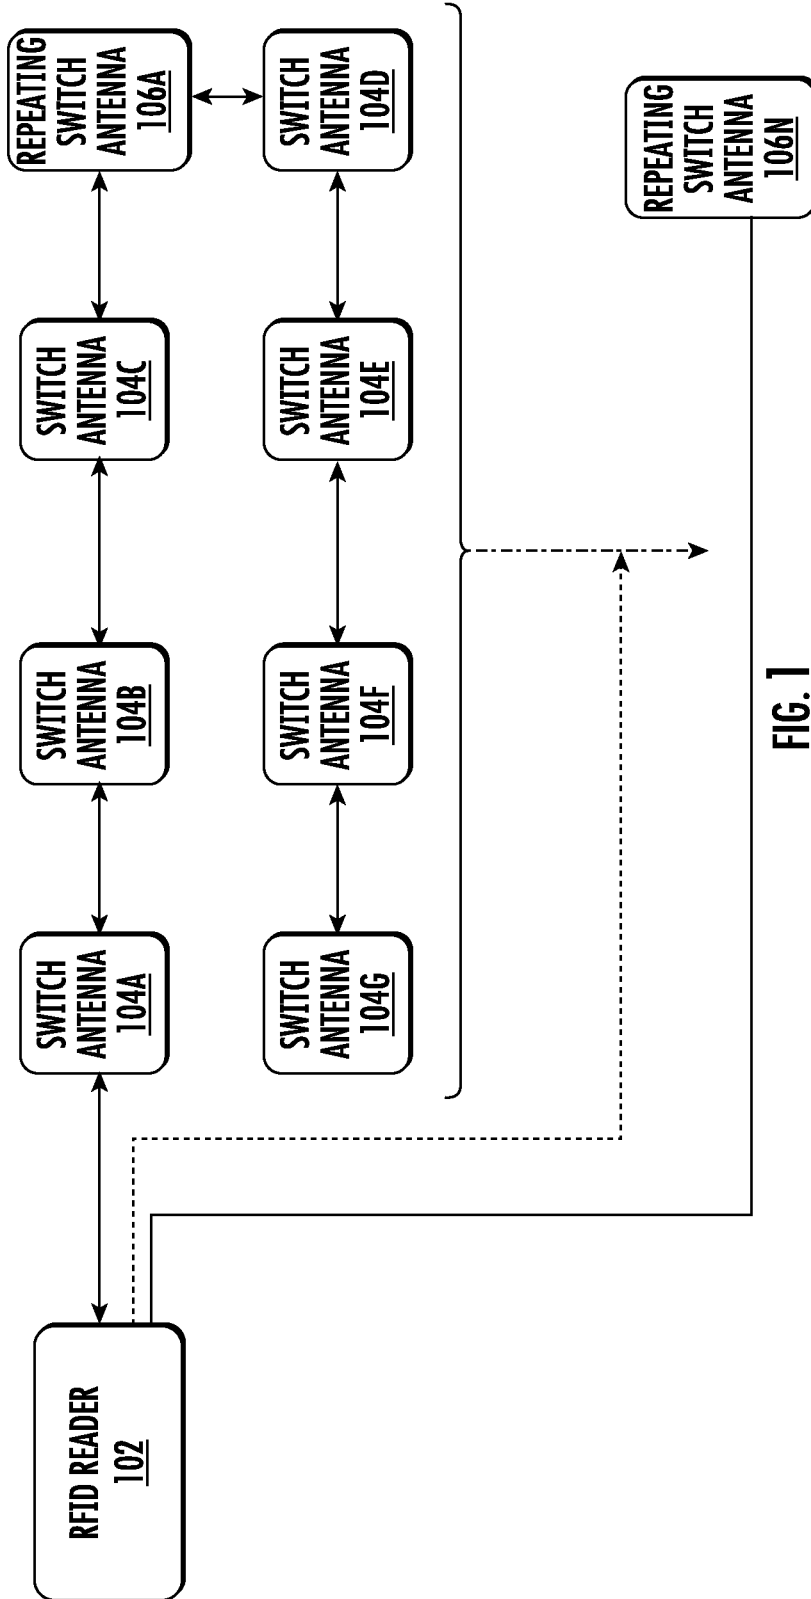 RFID READER
102
SWITCH
ANTENNA
104A
SWITCH
ANTENNA
104B
SWITCH
ANTENNA
104C
REPEATING
SWITCH
ANTENNA
106A
SWITCH
ANTENNA
104G
SWITCH
ANTENNA
104F
SWITCH
ANTENNA
104E
SWITCH
ANTENNA
104D
REPEATING
SWITCH
ANTENNA
106N
FIG. 1